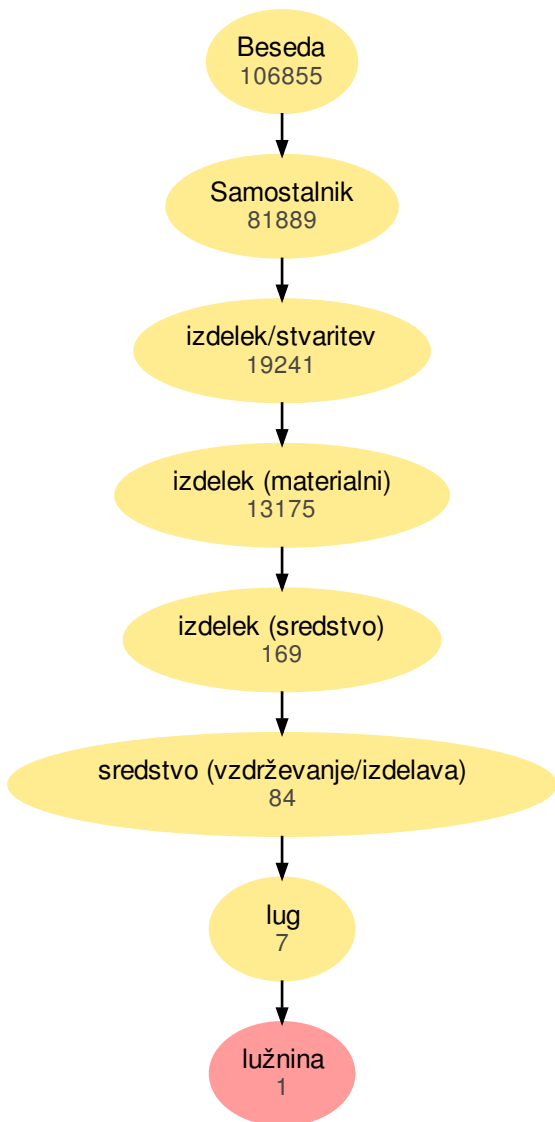 Beseda
106855
Samostalnik
81889
izdelek/stvaritev
19241
izdelek (materialni)
13175
izdelek (sredstvo)
169
sredstvo (vzdrževanje/izdelava)
84
lug
7
lužnina
1